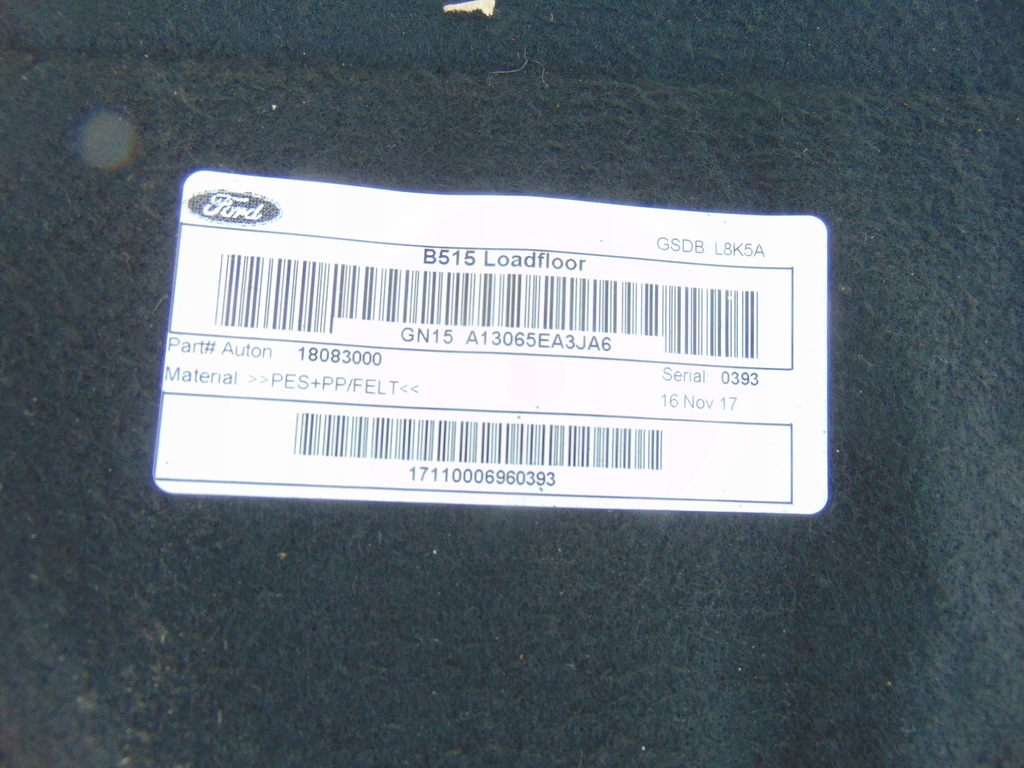 Ford
GSDB: L8K5A
B515 Loadfloor
GN15 A13065EA3JA6
Part# Auton 18083000
Serial: 0393
Material >>PES+PP/FELT<<
16 Nov 17
17110006960393